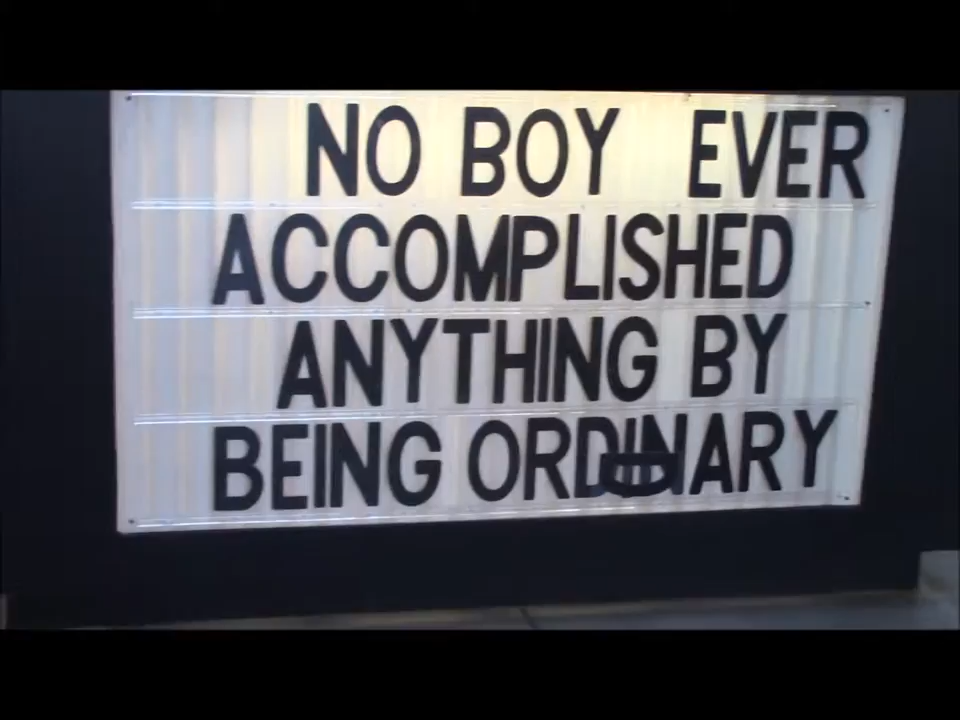 NO BOY EVER
ACCOMPLISHED
ANYTHING BY
BEING ORDINARY